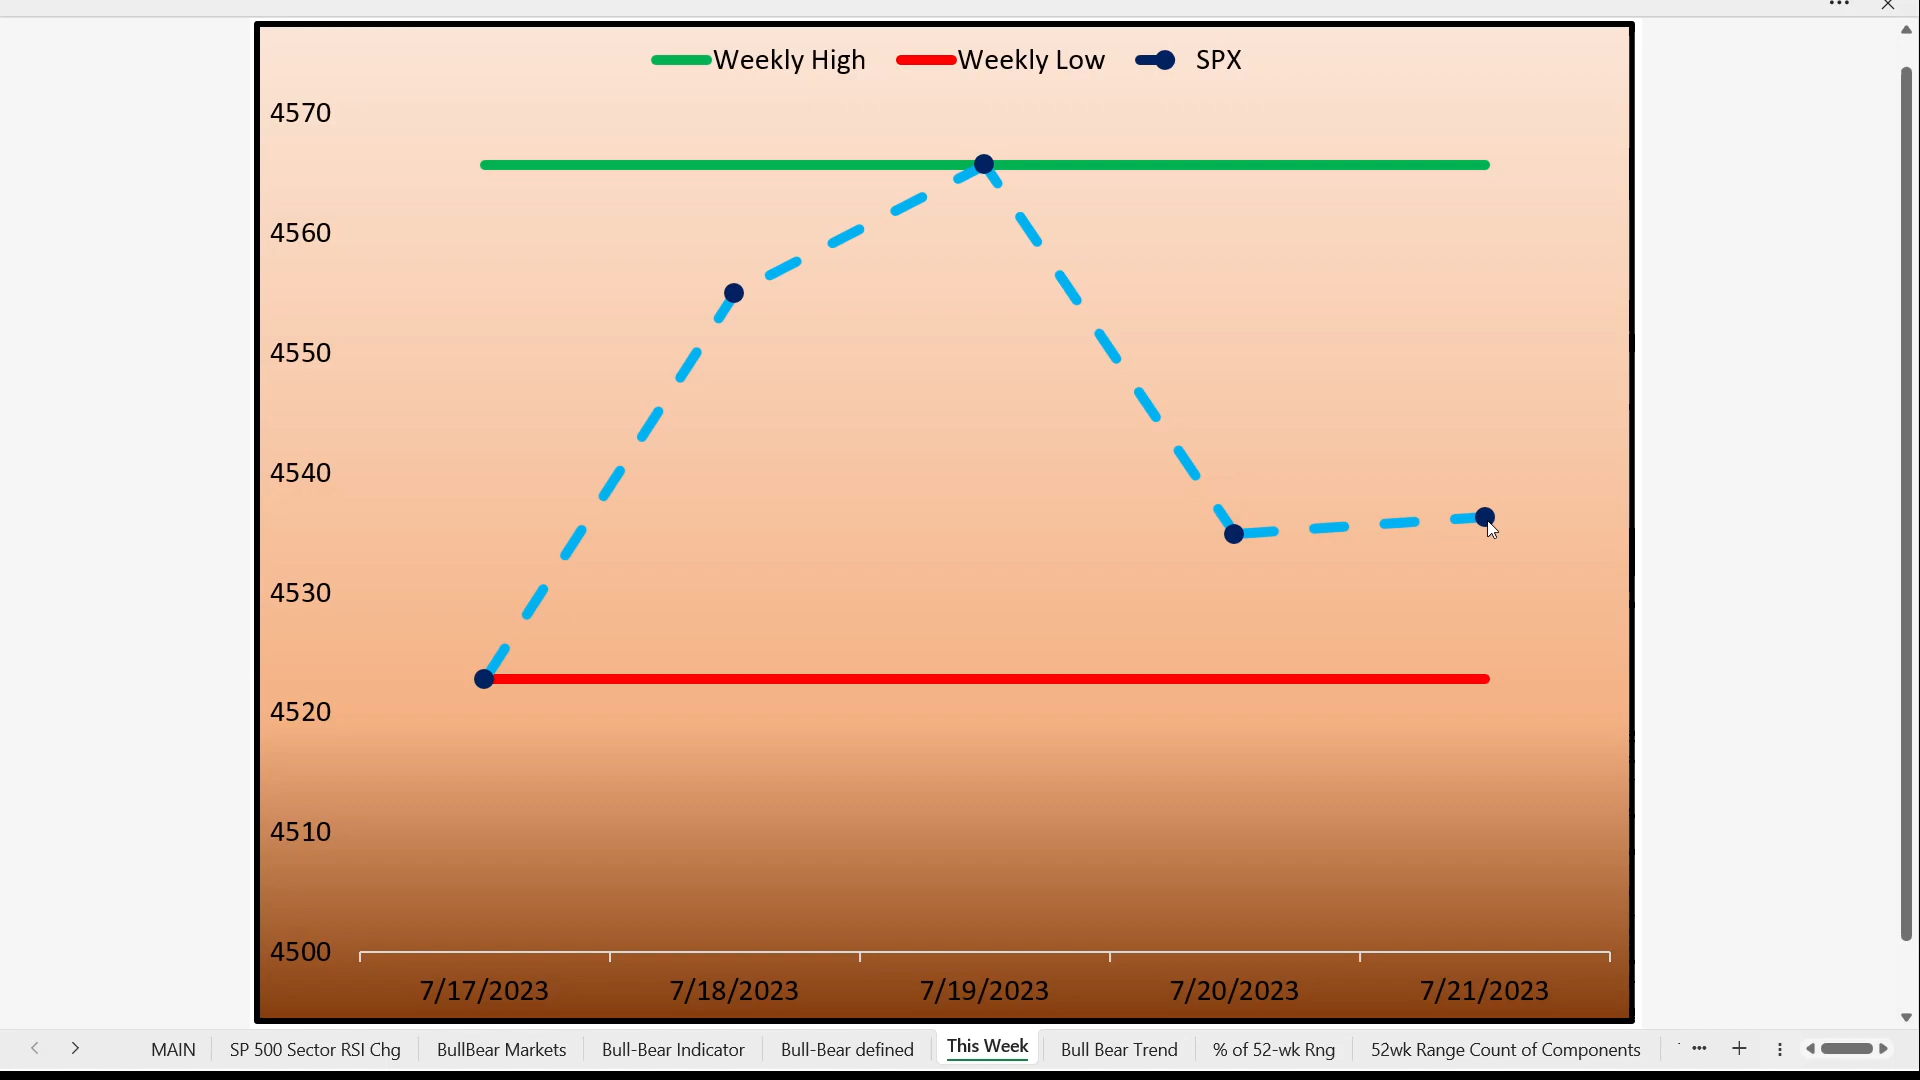 Weekly High Weekly Low SPX
4570
4560
4550
4540
4530
4520
4510
4500
7/17/2023 7/18/2023 7/19/2023 7/20/2023 7/21/2023
MAIN SP 500 Sector RSI Chg BullBear Markets Bull-Bear Indicator Bull-Bear defined This Week Bull Bear Trend % of 52-wk Rng 52wk Range Count of Components